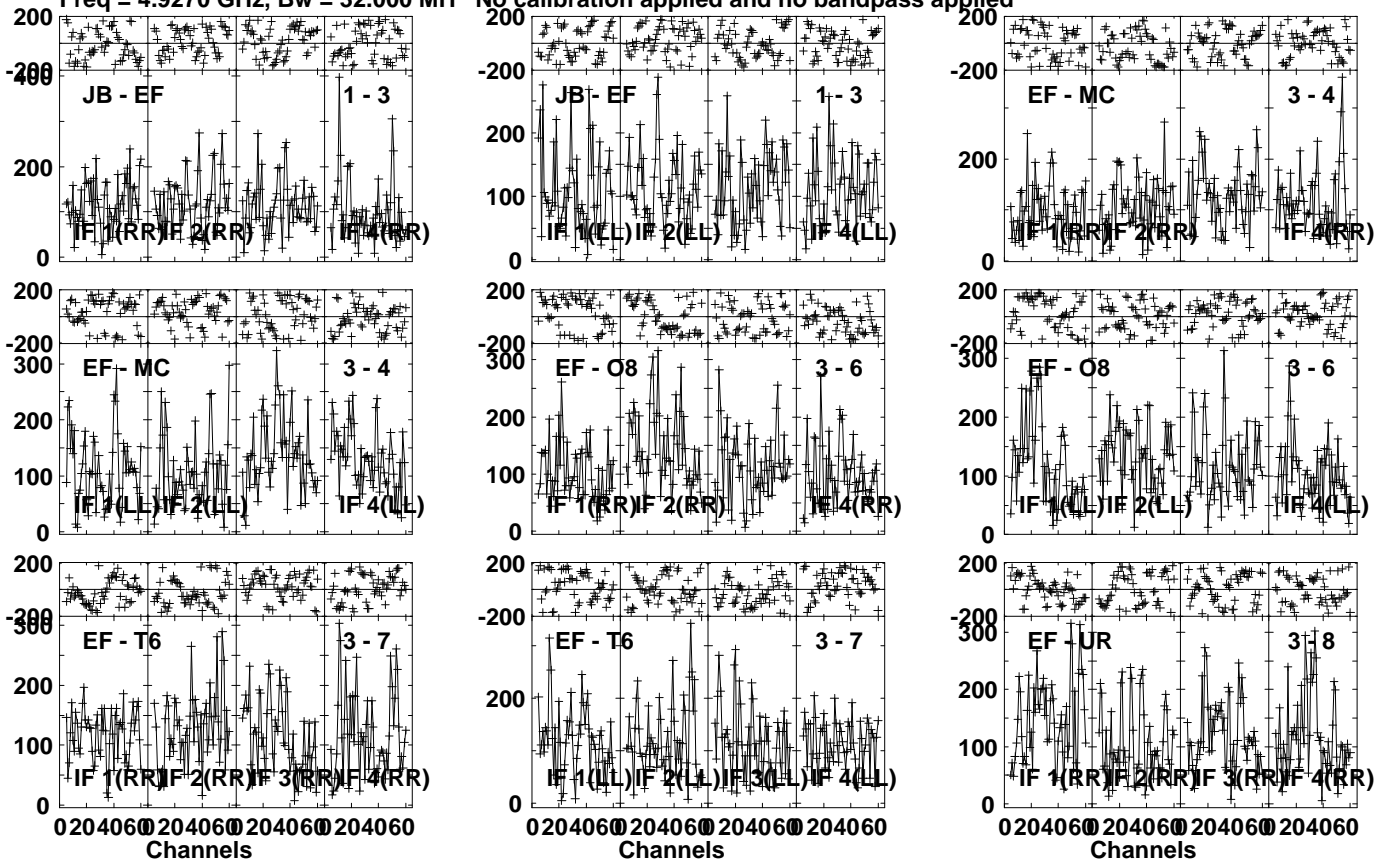 Freq = 4.9270 GHz, Bw = 32.000 MH No calibration applied and no bandpass applied
200
-200
400
JB - EF
1 - 3
200
100
0
IF 1(RR)
IF 2(RR)
IF 4(RR)
JB - EF
1 - 3
200
100
0
IF 1(LL)
IF 2(LL)
IF 4(LL)
200
-200
EF - MC
3 - 4
200
0
IF 1(RR)
IF 2(RR)
IF 4(RR)
200
-200
300
EF - MC
3 - 4
200
100
0
IF 1(LL)
IF 2(LL)
IF 4(LL)
300
EF - O8
3 - 6
200
100
0
IF 1(RR)
IF 2(RR)
IF 4(RR)
200
-200
300
EF - O8
3 - 6
200
100
0
IF 1(LL)
IF 2(LL)
IF 4(LL)
200
-200
300
EF - T6
3 - 7
200
100
0
IF 1(RR)
IF 2(RR)
IF 3(RR)
IF 4(RR)
0 20 40 60 0 20 40 60 0 20 40 60 0 20 40 60
Channels
EF - T6
3 - 7
200
0
IF 1(LL)
IF 2(LL)
IF 3(LL)
IF 4(LL)
0 20 40 60 0 20 40 60 0 20 40 60 0 20 40 60
Channels
200
-200
300
EF - UR
3 - 8
200
100
0
IF 1(RR)
IF 2(RR)
IF 3(RR)
IF 4(RR)
0 20 40 60 0 20 40 60 0 20 40 60 0 20 40 60
Channels